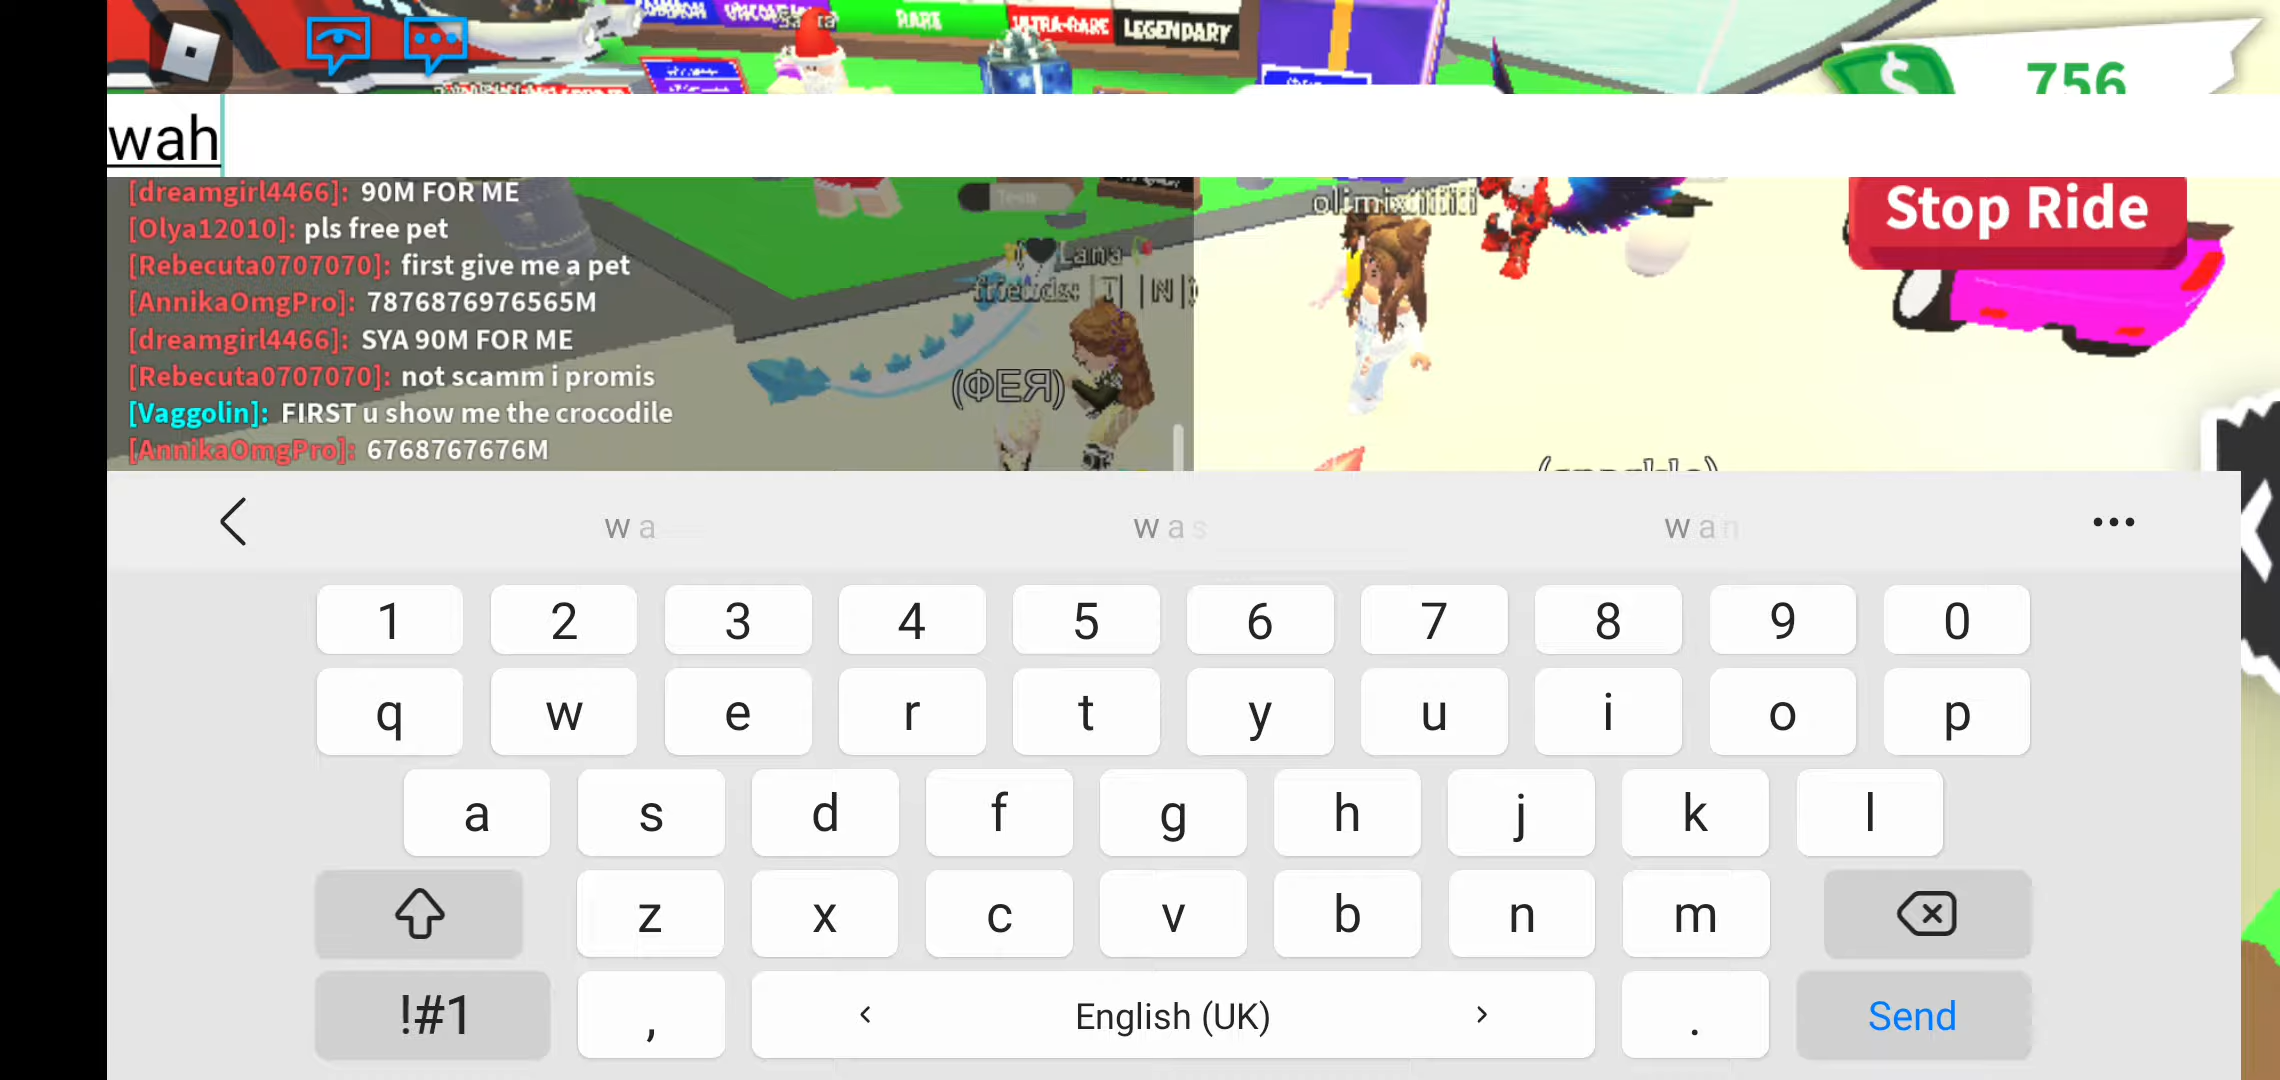 RARE
ULTRA-RARE
LEGENDARY
756
wah
[dreamgirl4466]: 90M FOR ME
[Olya12010]: pls free pet
[Rebecuta0707070]: first give me a pet
[AnnikaOmgPro]: 7876876976565M
[dreamgirl4466]: SYA 90M FOR ME
[Rebecuta0707070]: not scamm i promis
[Vaggolin]: FIRST u show me the crocodile
[AnnikaOmgPro]: 6768767676M
Lana
friends: | I | | N |
(ФЕЯ)
Stop Ride
wa
was
wan
1 2 3 4 5 6 7 8 9 0
q w e r t y u i o p
a s d f g h j k l
z x c v b n m
!#1 , < English (UK) > . Send